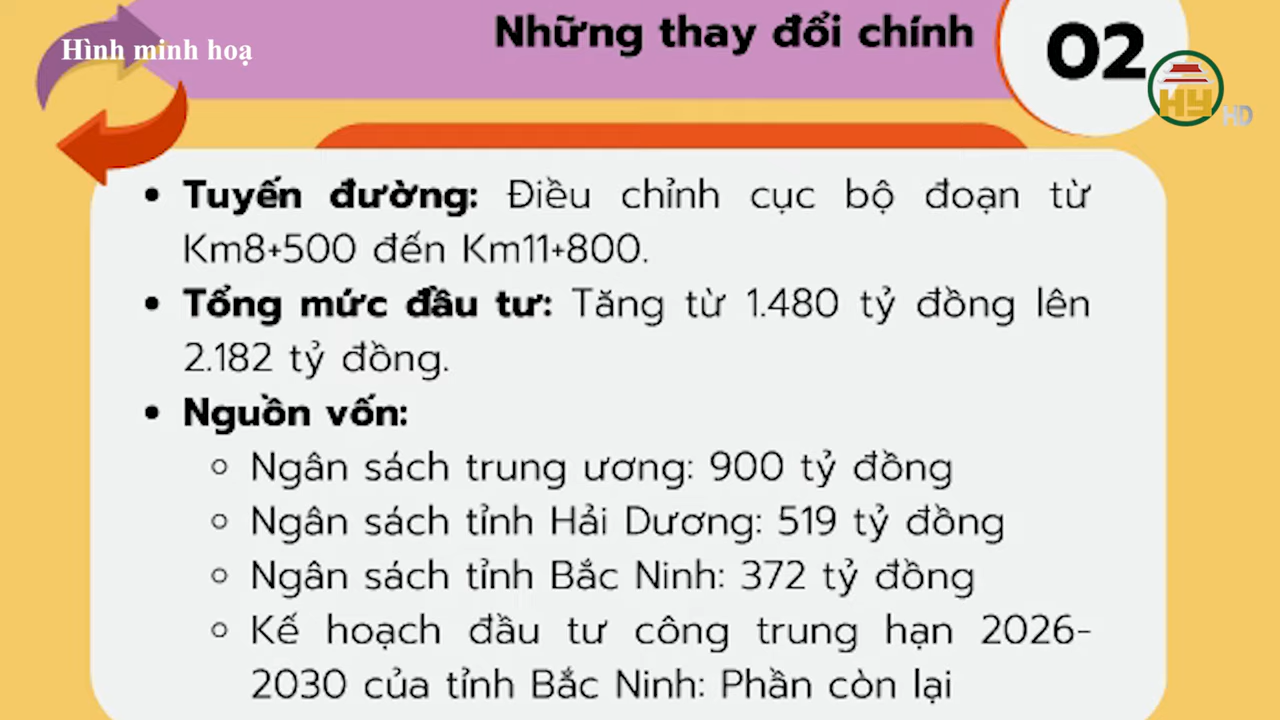 Những thay đổi chính
02
Hình minh hoạ
HY
HD
• Tuyến đường: Điều chỉnh cục bộ đoạn từ
Km8+500 đến Km11+800.
• Tổng mức đầu tư: Tăng từ 1.480 tỷ đồng lên
2.182 tỷ đồng.
• Nguồn vốn:
◦ Ngân sách trung ương: 900 tỷ đồng
◦ Ngân sách tỉnh Hải Dương: 519 tỷ đồng
◦ Ngân sách tỉnh Bắc Ninh: 372 tỷ đồng
◦ Kế hoạch đầu tư công trung hạn 2026-
2030 của tỉnh Bắc Ninh: Phần còn lại